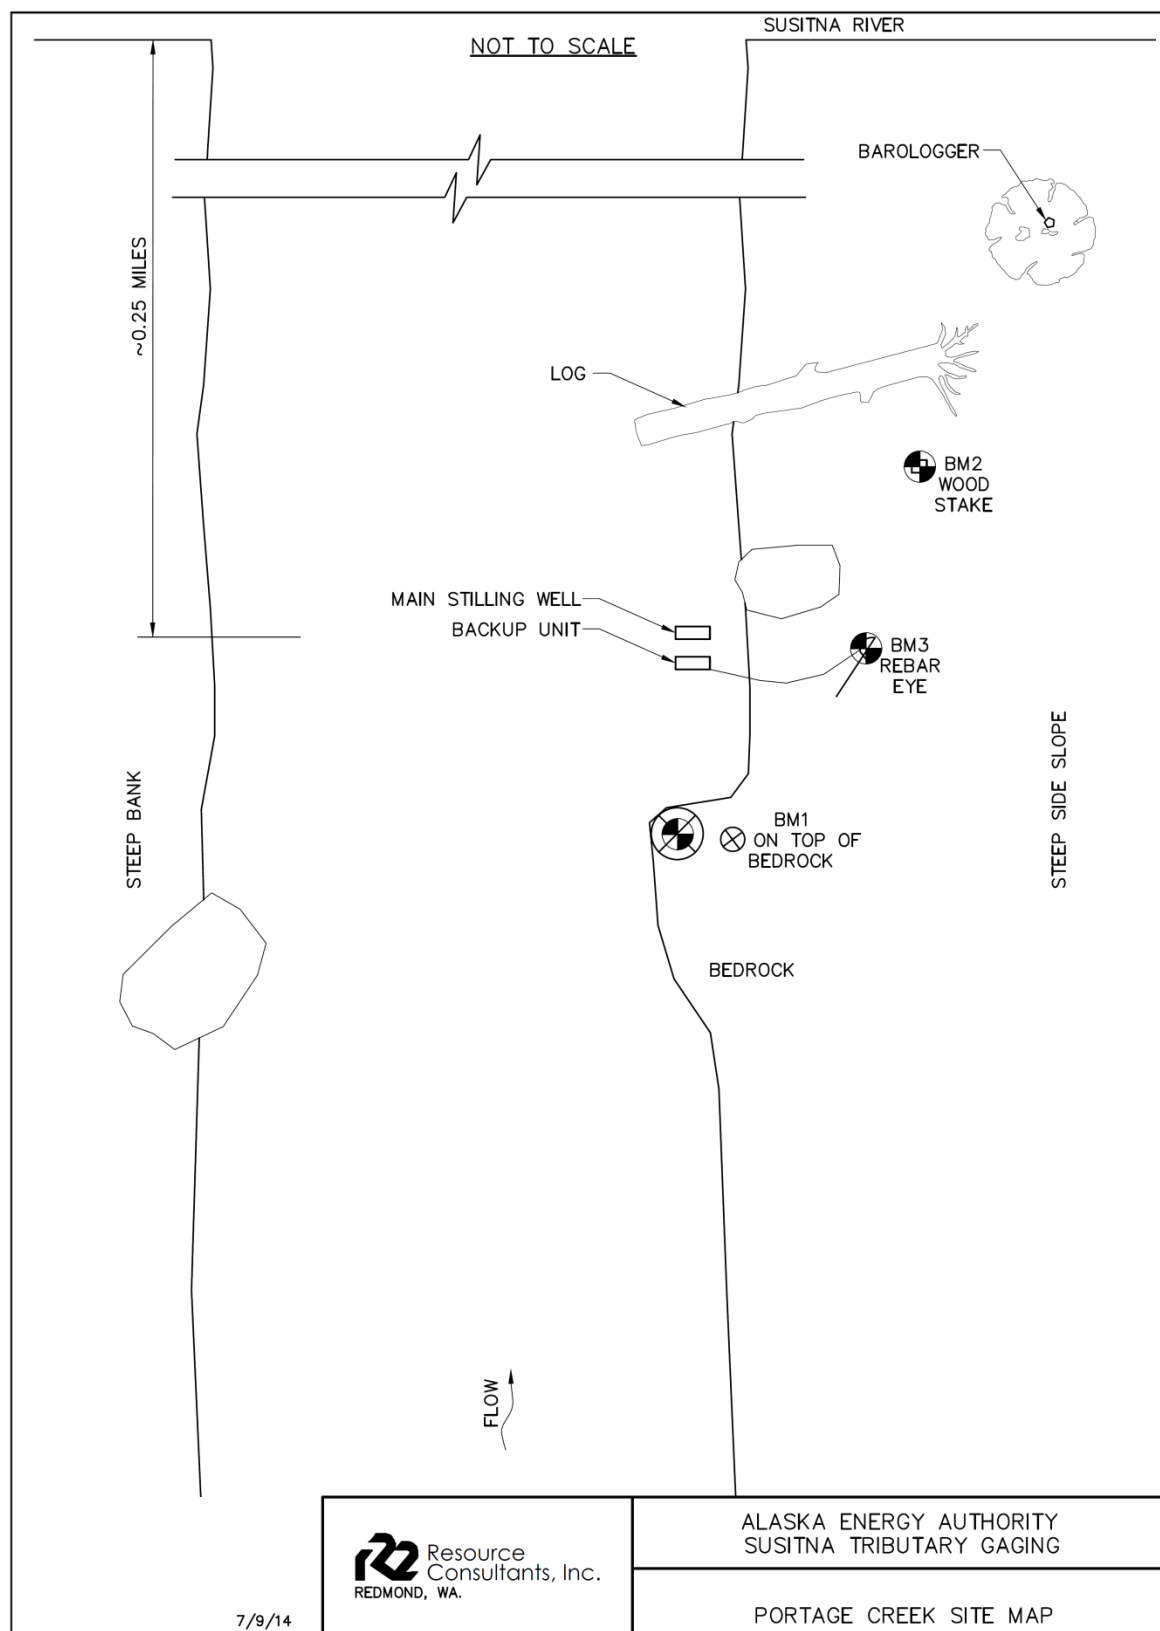 SUSITNA RIVER
NOT TO SCALE
BAROLOGGER
~0.25 MILES
LOG
BM2
WOOD
STAKE
MAIN STILLING WELL
BACKUP UNIT
BM3
REBAR
EYE
STEEP BANK
STEEP SIDE SLOPE
BM1
ON TOP OF
BEDROCK
BEDROCK
FLOW
r22 Resource
Consultants, Inc.
REDMOND, WA.
7/9/14
ALASKA ENERGY AUTHORITY
SUSITNA TRIBUTARY GAGING
PORTAGE CREEK SITE MAP